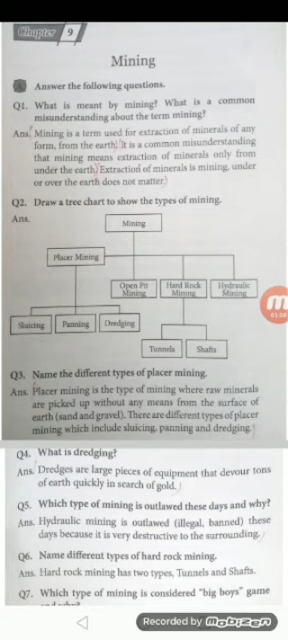 Chapter 9
Mining
A Answer the following questions.
Q1. What is meant by mining? What is a common
misunderstanding about the term mining?
Ans. Mining is a term used for extraction of minerals of any
form, from the earth. It is a common misunderstanding
that mining means extraction of minerals only from
under the earth. Extraction of minerals is mining, under
or over the earth does not matter.
Q2. Draw a tree chart to show the types of mining.
Ans.
Mining
Placer Mining
Open Pit Mining
Hard Rock Mining
Hydraulic Mining
Sluicing
Panning
Dredging
Tunnels
Shafts
Q3. Name the different types of placer mining.
Ans. Placer mining is the type of mining where raw minerals
are picked up without any means from the surface of
earth (sand and gravel). There are different types of placer
mining which include sluicing, panning and dredging.
Q4. What is dredging?
Ans. Dredges are large pieces of equipment that devour tons
of earth quickly in search of gold.
Q5. Which type of mining is outlawed these days and why?
Ans. Hydraulic mining is outlawed (illegal, banned) these
days because it is very destructive to the surrounding.
Q6. Name different types of hard rock mining.
Ans. Hard rock mining has two types, Tunnels and Shafts.
Q7. Which type of mining is considered "big boys" game
and why?
Recorded by mobizen